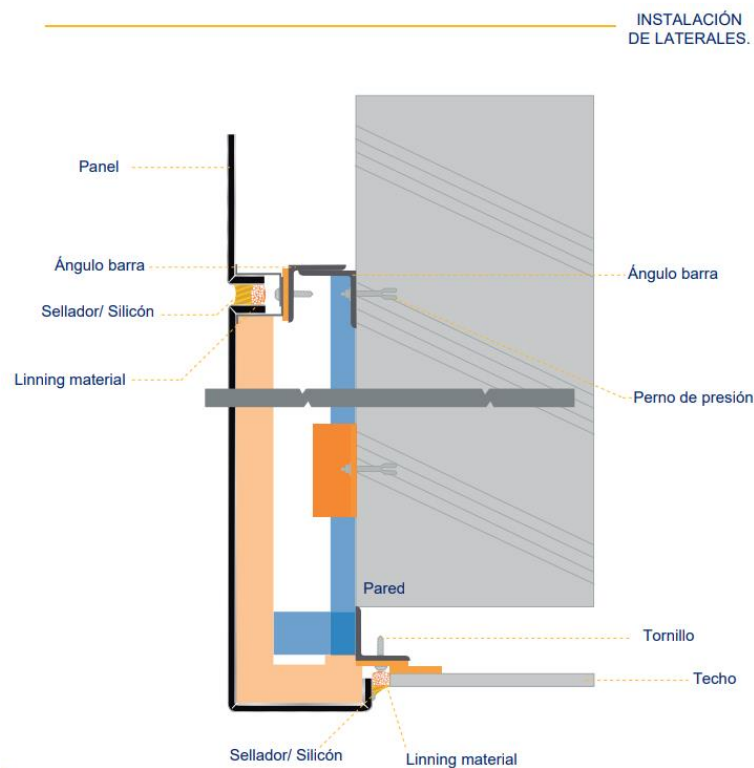 INSTALACIÓN
DE LATERALES.
Panel
Ángulo barra
Ángulo barra
Sellador/ Silicón
Linning material
Perno de presión
Pared
Tornillo
Techo
Sellador/ Silicón
Linning material